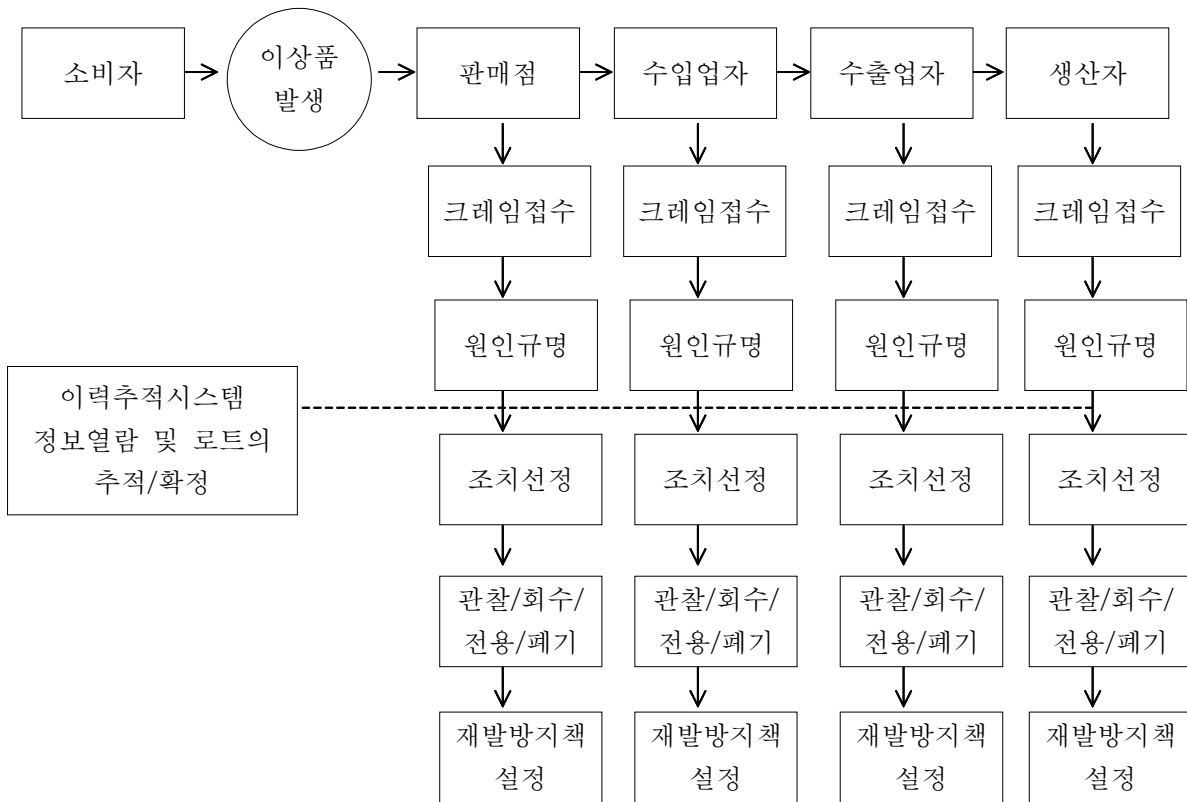 소비자
이상품
발생
판매점
수입업자
수출업자
생산자
크레임접수
크레임접수
크레임접수
크레임접수
원인규명
원인규명
원인규명
원인규명
이력추적시스템
정보열람 및 로트의
추적/확정
조치선정
조치선정
조치선정
조치선정
관찰/회수/
전용/폐기
관찰/회수/
전용/폐기
관찰/회수/
전용/폐기
관찰/회수/
전용/폐기
재발방지책
설정
재발방지책
설정
재발방지책
설정
재발방지책
설정